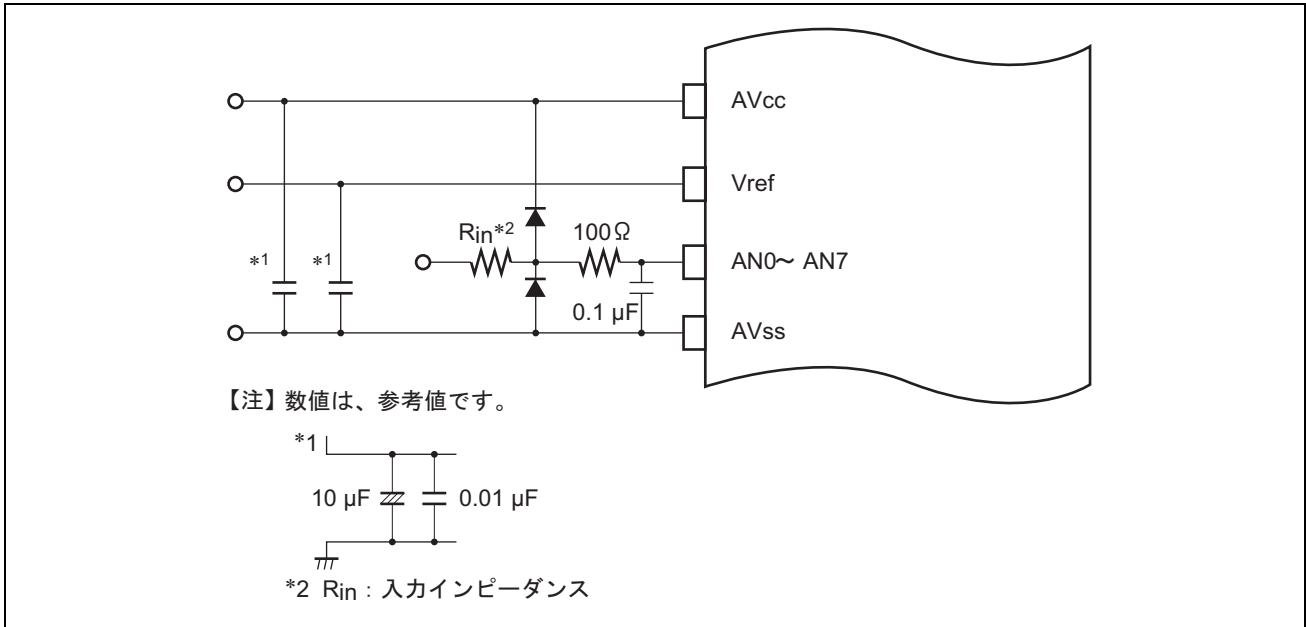 AVcc
Vref
Rin*2
100Ω
*1
*1
AN0～ AN7
0.1 µF
AVss
【注】数値は、参考値です。
*1
10 µF
0.01 µF
*2 Rin：入力インピーダンス